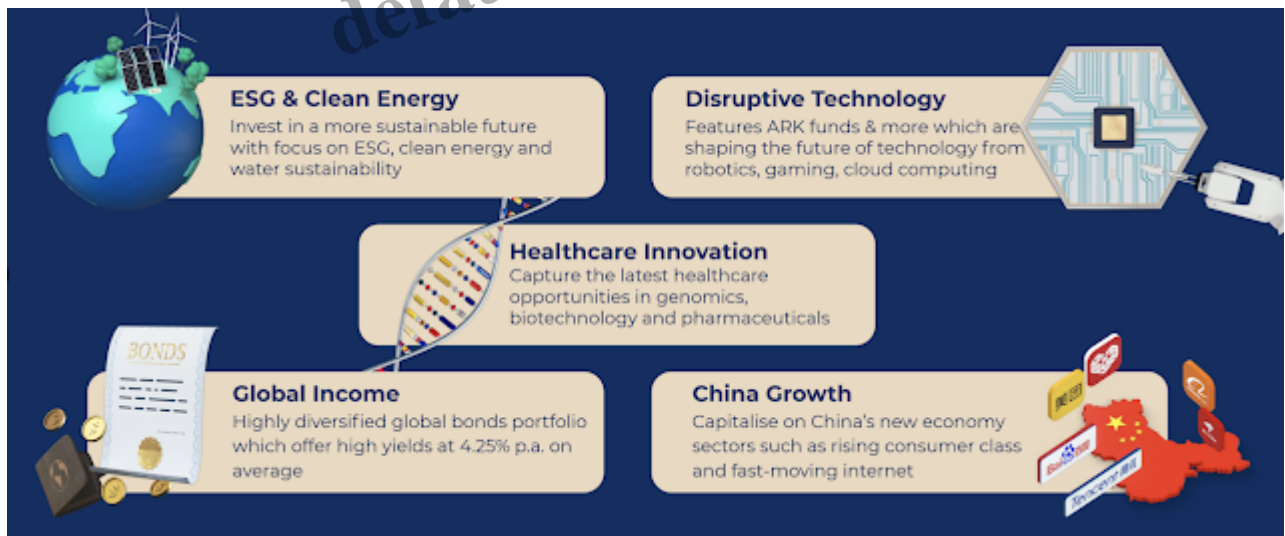 ESG & Clean Energy
Invest in a more sustainable future
with focus on ESG, clean energy and
water sustainability
Disruptive Technology
Features ARK funds & more which are
shaping the future of technology from
robotics, gaming, cloud computing
Healthcare Innovation
Capture the latest healthcare
opportunities in genomics,
biotechnology and pharmaceuticals
BONDS
Global Income
Highly diversified global bonds portfolio
which offer high yields at 4.25% p.a. on
average
China Growth
Capitalise on China's new economy
sectors such as rising consumer class
and fast-moving internet
Tencent